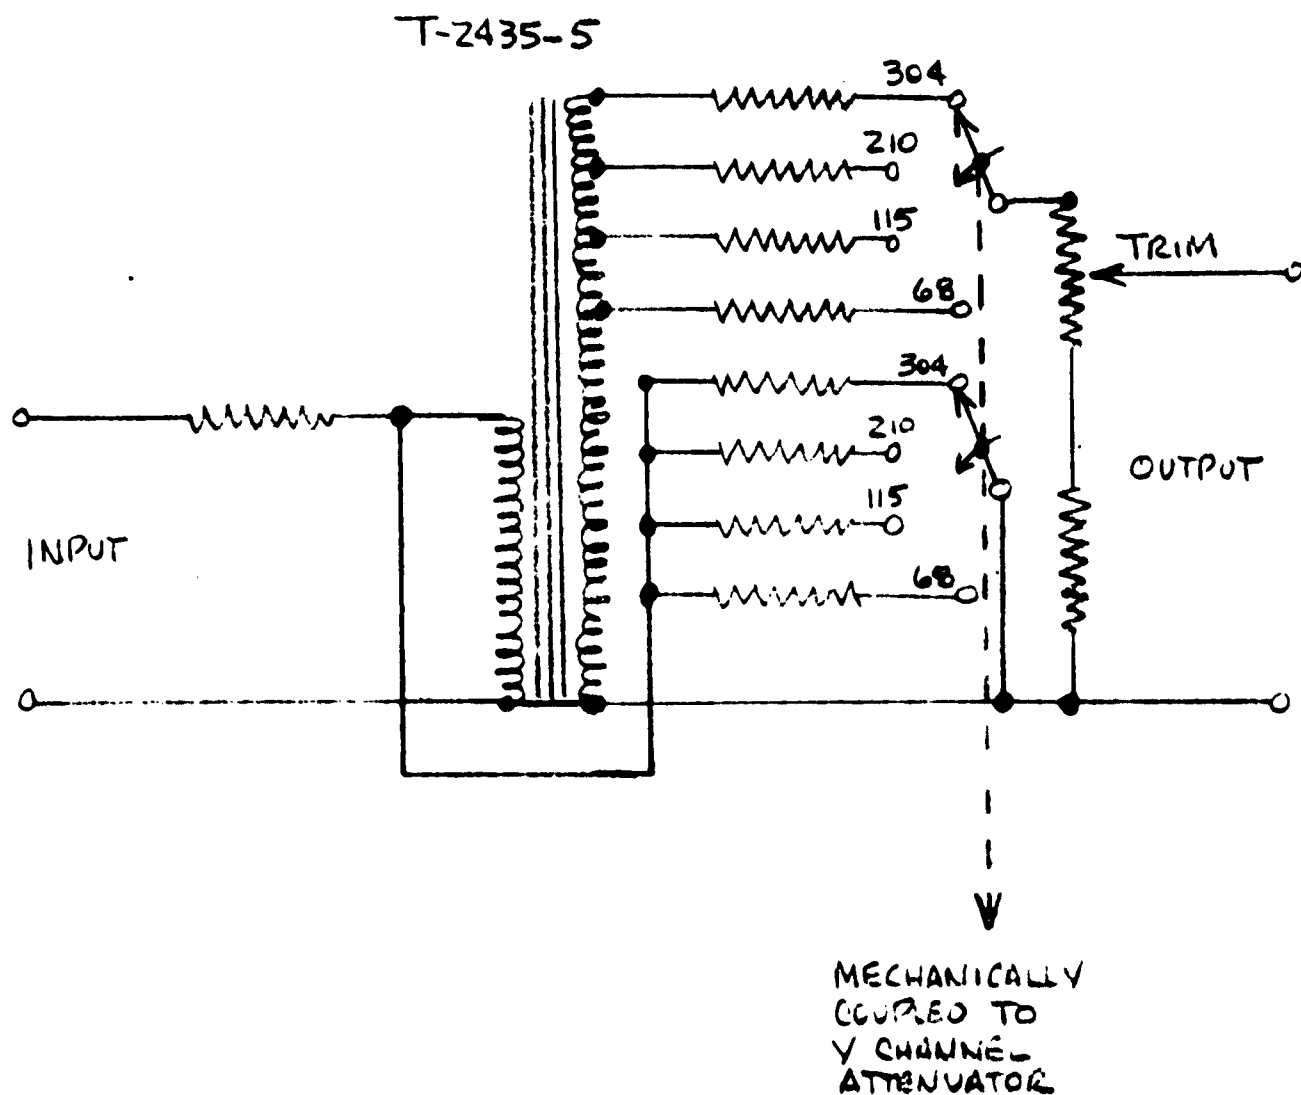 T-2435-5
304
210
115
TRIM
68
304
210
OUTPUT
115
INPUT
68
MECHANICALLY
COUPLED TO
Y CHANNEL
ATTENUATOR